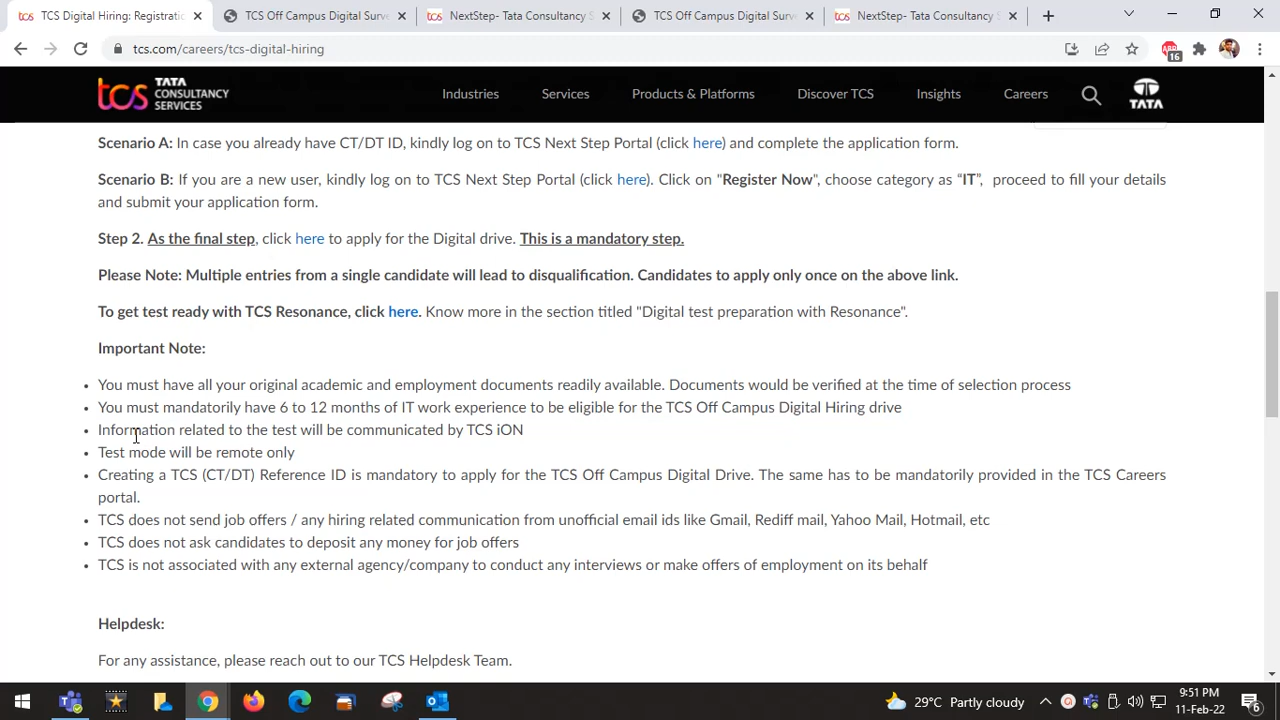 TCS Digital Hiring: Registratio
TCS Off Campus Digital Surve
NextStep- Tata Consultancy S
TCS Off Campus Digital Surve
NextStep- Tata Consultancy S
tcs.com/careers/tcs-digital-hiring
16
tcs TATA CONSULTANCY SERVICES
Industries Services Products & Platforms Discover TCS Insights Careers
TATA
Scenario A: In case you already have CT/DT ID, kindly log on to TCS Next Step Portal (click here) and complete the application form.
Scenario B: If you are a new user, kindly log on to TCS Next Step Portal (click here). Click on "Register Now", choose category as “IT”, proceed to fill your details
and submit your application form.
Step 2. As the final step, click here to apply for the Digital drive. This is a mandatory step.
Please Note: Multiple entries from a single candidate will lead to disqualification. Candidates to apply only once on the above link.
To get test ready with TCS Resonance, click here. Know more in the section titled "Digital test preparation with Resonance".
Important Note:
• You must have all your original academic and employment documents readily available. Documents would be verified at the time of selection process
• You must mandatorily have 6 to 12 months of IT work experience to be eligible for the TCS Off Campus Digital Hiring drive
• Information related to the test will be communicated by TCS iON
• Test mode will be remote only
• Creating a TCS (CT/DT) Reference ID is mandatory to apply for the TCS Off Campus Digital Drive. The same has to be mandatorily provided in the TCS Careers
portal.
• TCS does not send job offers / any hiring related communication from unofficial email ids like Gmail, Rediff mail, Yahoo Mail, Hotmail, etc
• TCS does not ask candidates to deposit any money for job offers
• TCS is not associated with any external agency/company to conduct any interviews or make offers of employment on its behalf
Helpdesk:
For any assistance, please reach out to our TCS Helpdesk Team.
29°C Partly cloudy
9:51 PM
11-Feb-22
6